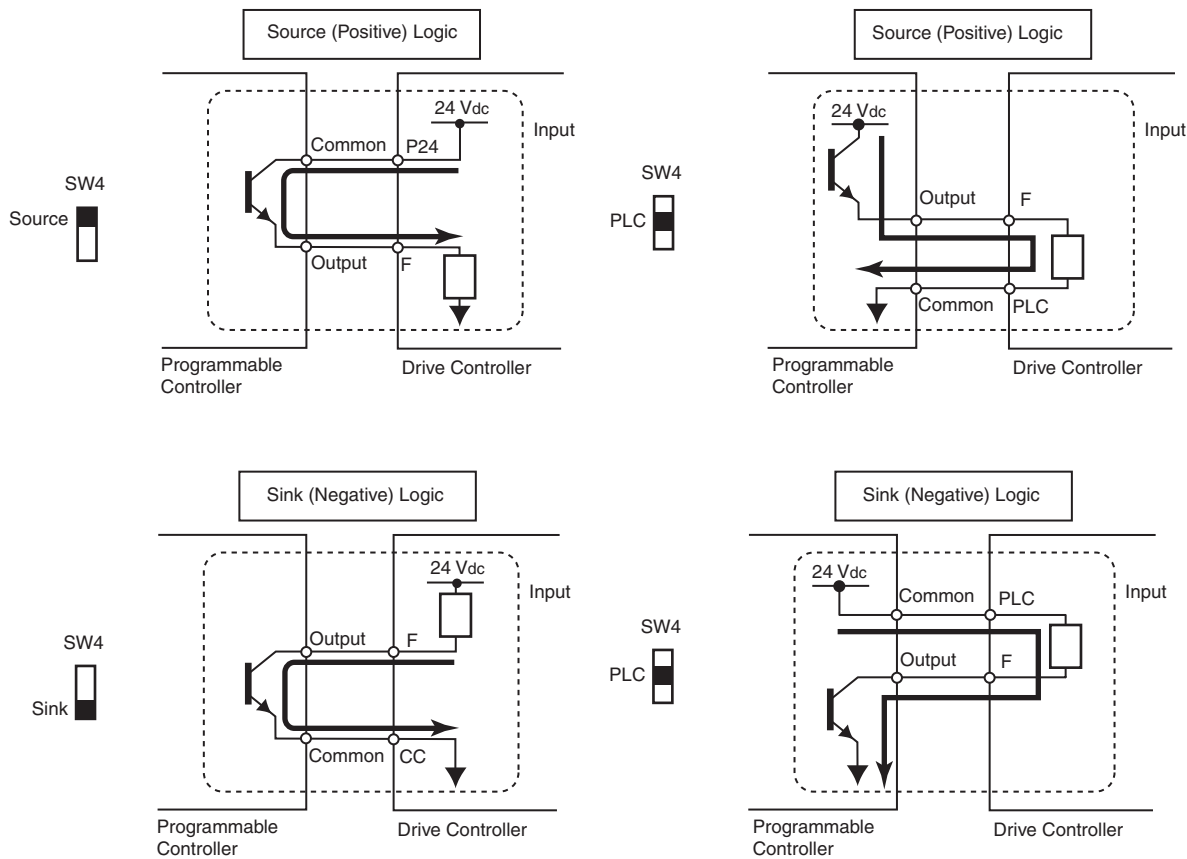 Source (Positive) Logic
24 Vdc
Input
Common
P24
SW4
Source
Output
F
Programmable
Controller
Drive Controller
Source (Positive) Logic
24 Vdc
Input
SW4
PLC
Output
F
Common
PLC
Programmable
Controller
Drive Controller
Sink (Negative) Logic
24 Vdc
Input
SW4
Output
F
Sink
Common
CC
Programmable
Controller
Drive Controller
Sink (Negative) Logic
24 Vdc
Common
PLC
Input
SW4
PLC
Output
F
Programmable
Controller
Drive Controller